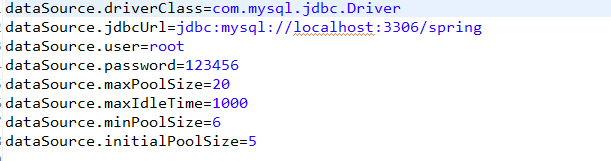 dataSource.driverClass=com.mysql.jdbc.Driver
dataSource.jdbcUrl=jdbc:mysql://localhost:3306/spring
dataSource.user=root
dataSource.password=123456
dataSource.maxPoolSize=20
dataSource.maxIdleTime=1000
dataSource.minPoolSize=6
dataSource.initialPoolSize=5